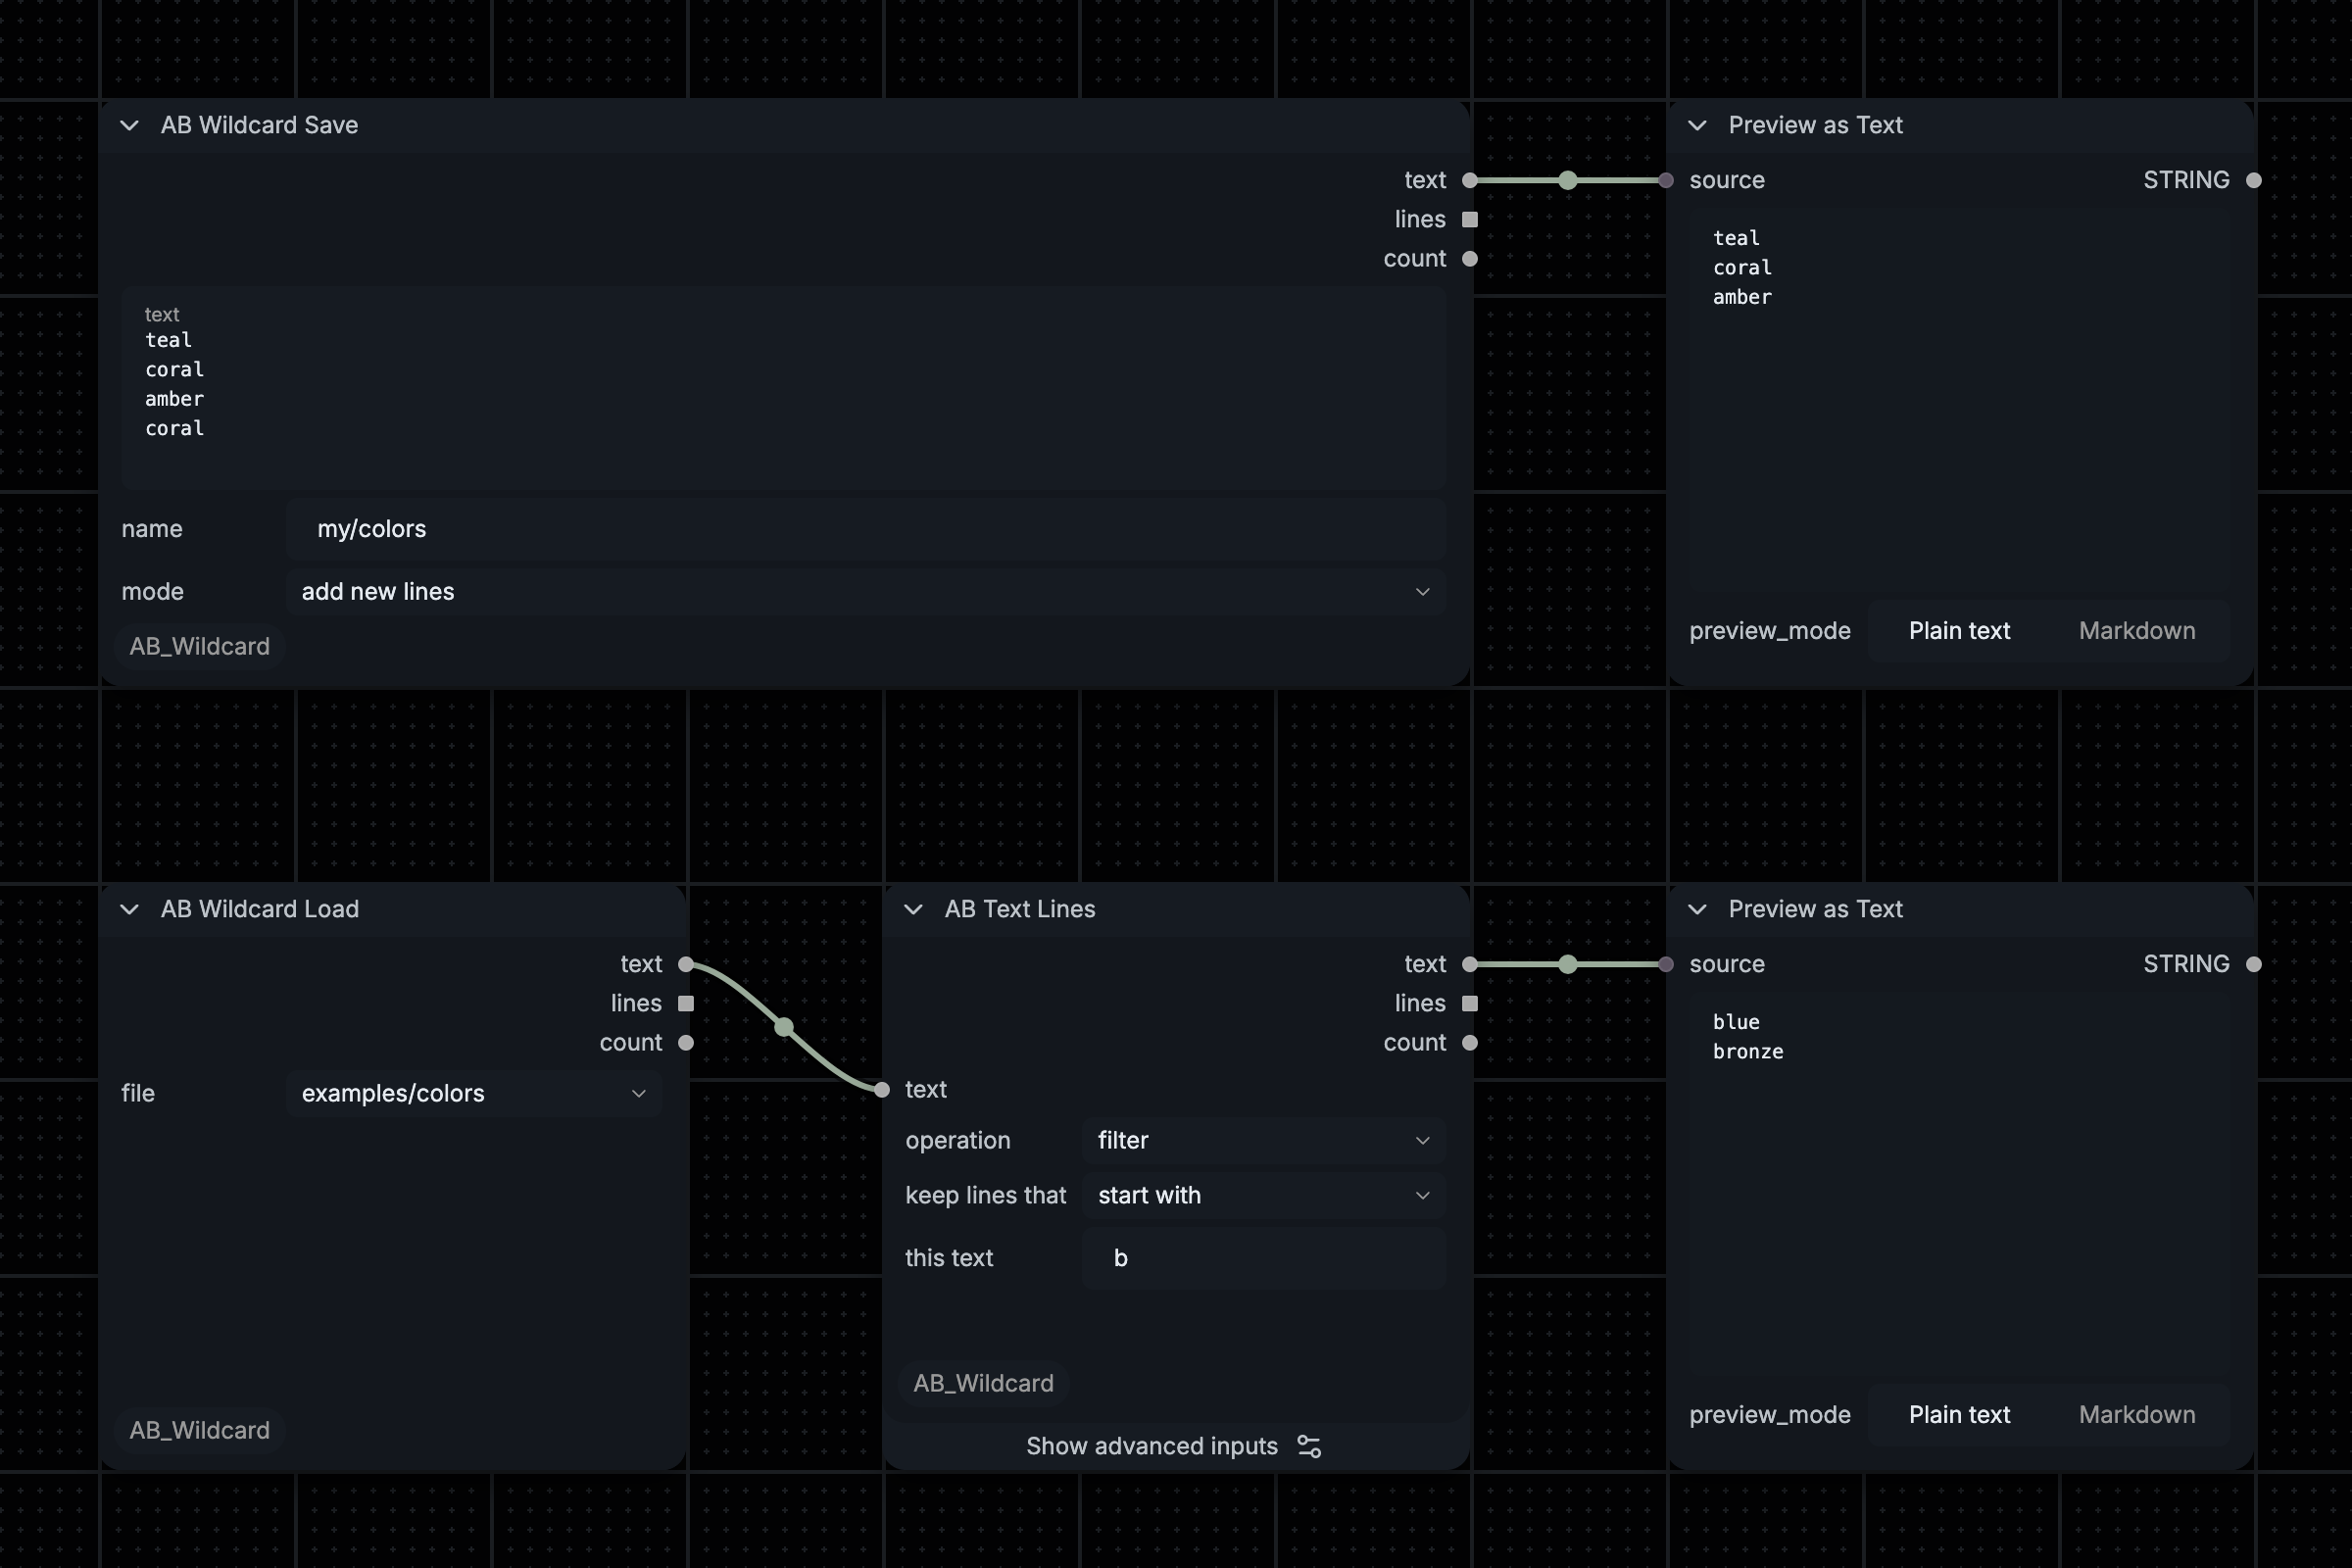 AB Wildcard Save
text
lines
count
text
teal
coral
amber
coral
name my/colors
mode add new lines
AB_Wildcard
Preview as Text
source STRING
teal
coral
amber
preview_mode Plain text Markdown
AB Wildcard Load
text
lines
count
file examples/colors
AB_Wildcard
AB Text Lines
text
lines
count
text
operation filter
keep lines that start with
this text b
AB_Wildcard
Show advanced inputs
Preview as Text
source STRING
blue
bronze
preview_mode Plain text Markdown